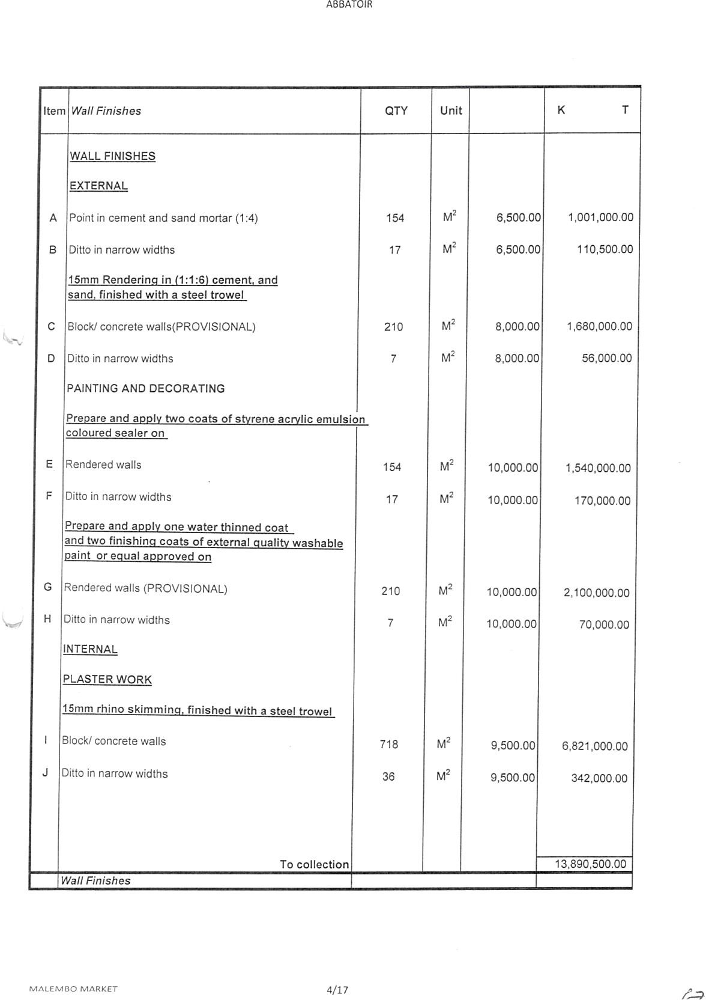 ABBATOIR
Item Wall Finishes QTY Unit K T
WALL FINISHES
EXTERNAL
A Point in cement and sand mortar (1:4) 154 M² 6,500.00 1,001,000.00
B Ditto in narrow widths 17 M² 6,500.00 110,500.00
15mm Rendering in (1:1:6) cement, and
sand, finished with a steel trowel
C Block/ concrete walls(PROVISIONAL) 210 M² 8,000.00 1,680,000.00
D Ditto in narrow widths 7 M² 8,000.00 56,000.00
PAINTING AND DECORATING
Prepare and apply two coats of styrene acrylic emulsion
coloured sealer on
E Rendered walls 154 M² 10,000.00 1,540,000.00
F Ditto in narrow widths 17 M² 10,000.00 170,000.00
Prepare and apply one water thinned coat
and two finishing coats of external quality washable
paint or equal approved on
G Rendered walls (PROVISIONAL) 210 M² 10,000.00 2,100,000.00
H Ditto in narrow widths 7 M² 10,000.00 70,000.00
INTERNAL
PLASTER WORK
15mm rhino skimming, finished with a steel trowel
I Block/ concrete walls 718 M² 9,500.00 6,821,000.00
J Ditto in narrow widths 36 M² 9,500.00 342,000.00
To collection 13,890,500.00
Wall Finishes
MALEMBO MARKET 4/17